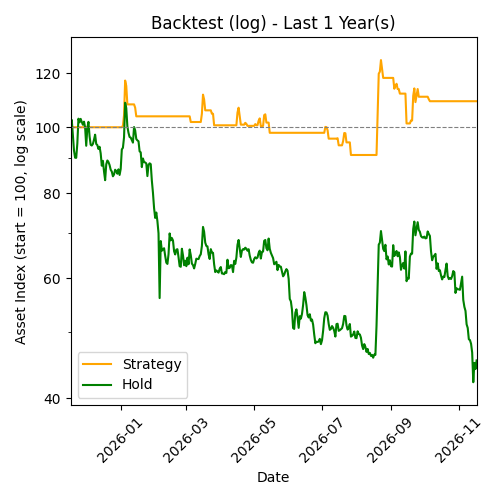 Backtest (log) - Last 1 Year(s)
Asset Index (start = 100, log scale)
120
100
80
60
40
Strategy
Hold
2026-01
2026-03
2026-05
2026-07
2026-09
2026-11
Date